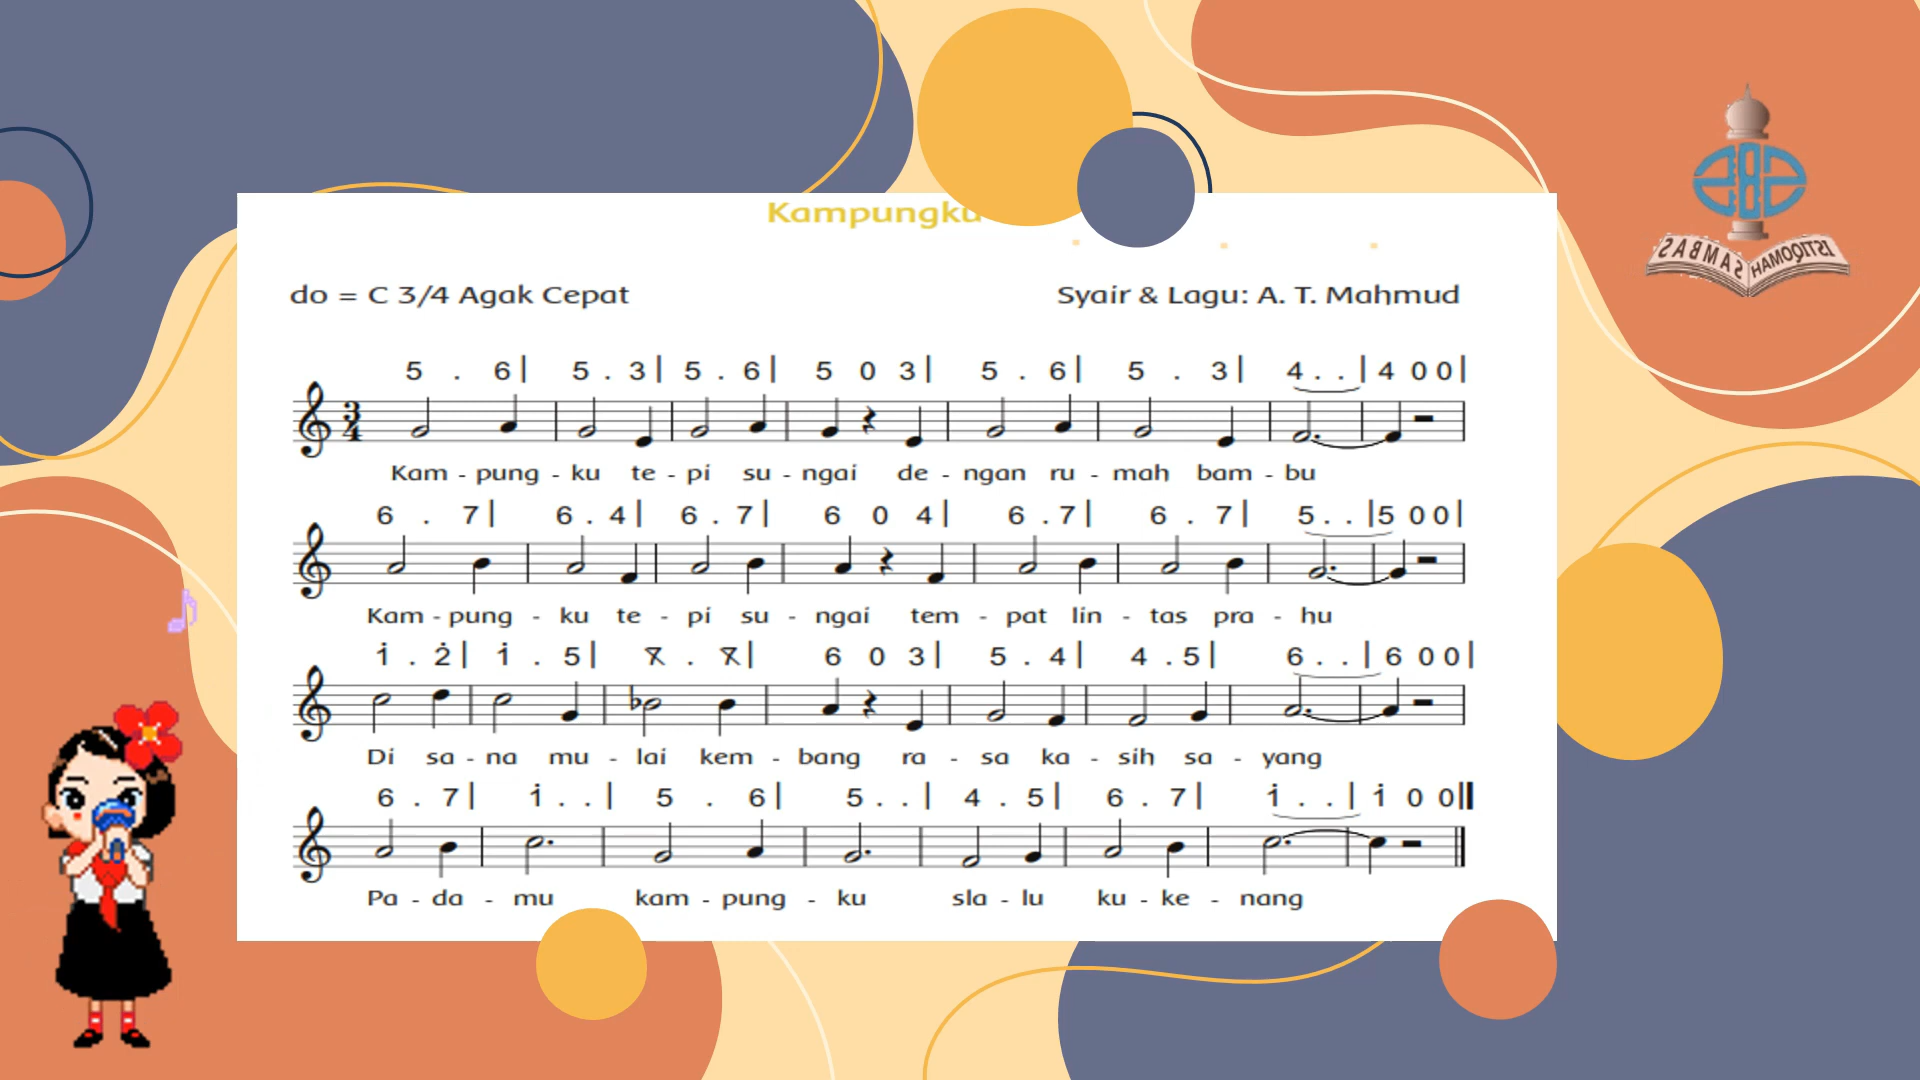 Kampungku
do = C 3/4 Agak Cepat
Syair & Lagu: A. T. Mahmud
5 . 6 | 5 . 3 | 5 . 6 | 5 0 3 | 5 . 6 | 5 . 3 | 4 . . | 4 0 0 |
3/4
Kam - pung - ku te - pi su - ngai de - ngan ru - mah bam - bu
6 . 7 | 6 . 4 | 6 . 7 | 6 0 4 | 6 . 7 | 6 . 7 | 5 . . | 5 0 0 |
Kam - pung - ku te - pi su - ngai tem - pat lin - tas pra - hu
1̇ . 2̇ | 1̇ . 5 | 7̸ . 7̸ | 6 0 3 | 5 . 4 | 4 . 5 | 6 . . | 6 0 0 |
Di sa - na mu - lai kem - bang ra - sa ka - sih sa - yang
6 . 7 | 1̇ . . | 5 . 6 | 5 . . | 4 . 5 | 6 . 7 | 1̇ . . | 1̇ 0 0 ||
Pa - da - mu kam - pung - ku sla - lu ku - ke - nang
ISTIQOMAH SAMBAS